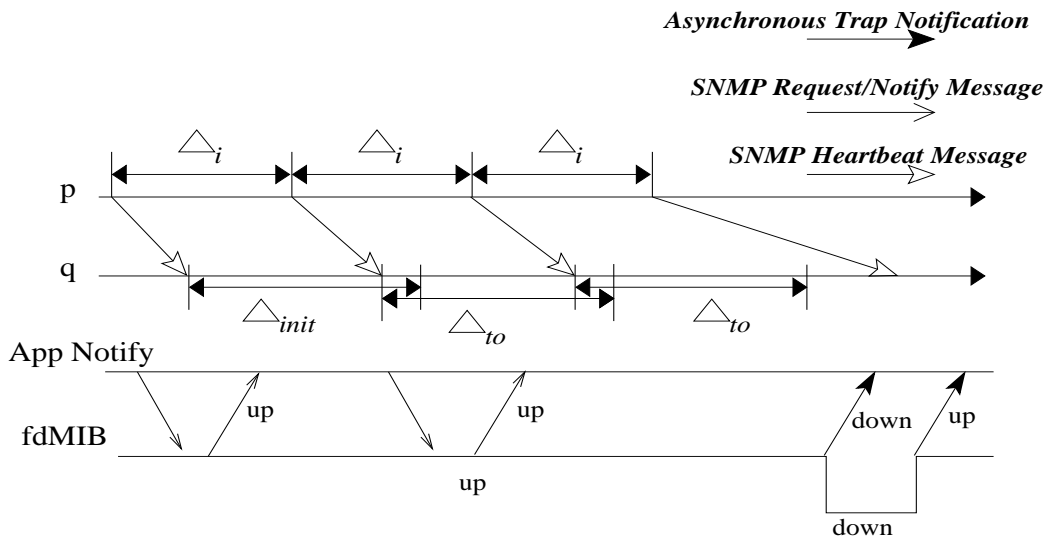 Asynchronous Trap Notification
SNMP Request/Notify Message
SNMP Heartbeat Message
△i △i △i
p
q
△init △to △to
App Notify
up up down up
fdMIB
up
down